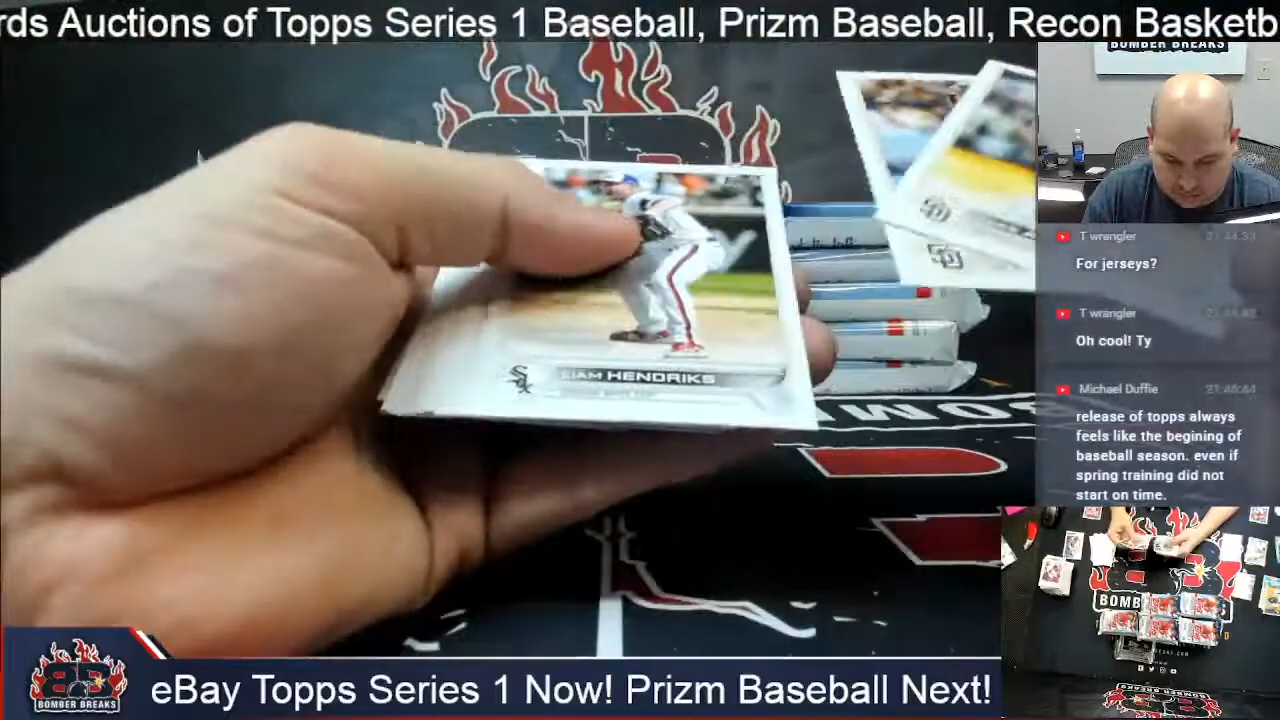 rds Auctions of Topps Series 1 Baseball, Prizm Baseball, Recon Basketb
BOMBER BREAKS
T wrangler
For jerseys?
T wrangler
Oh cool! Ty
Michael Duffie
release of topps always
feels like the begining of
baseball season. even if
spring training did not
start on time.
LIAM HENDRIKS
SD
SD
BOMB
BOMBER BREAKS
eBay Topps Series 1 Now! Prizm Baseball Next!